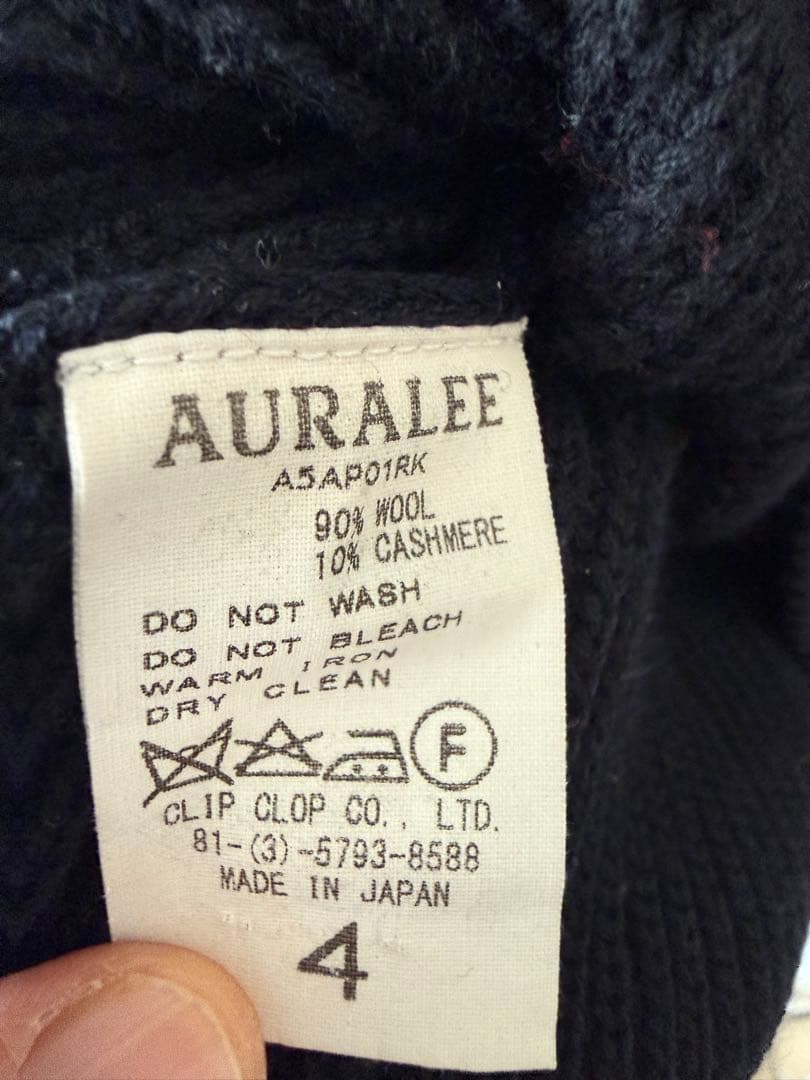 AURALEE
A5AP01RK
90% WOOL
10% CASHMERE
DO NOT WASH
DO NOT BLEACH
WARM IRON
DRY CLEAN
F
CLIP CLOP CO., LTD.
81-(3)-5793-8588
MADE IN JAPAN
4